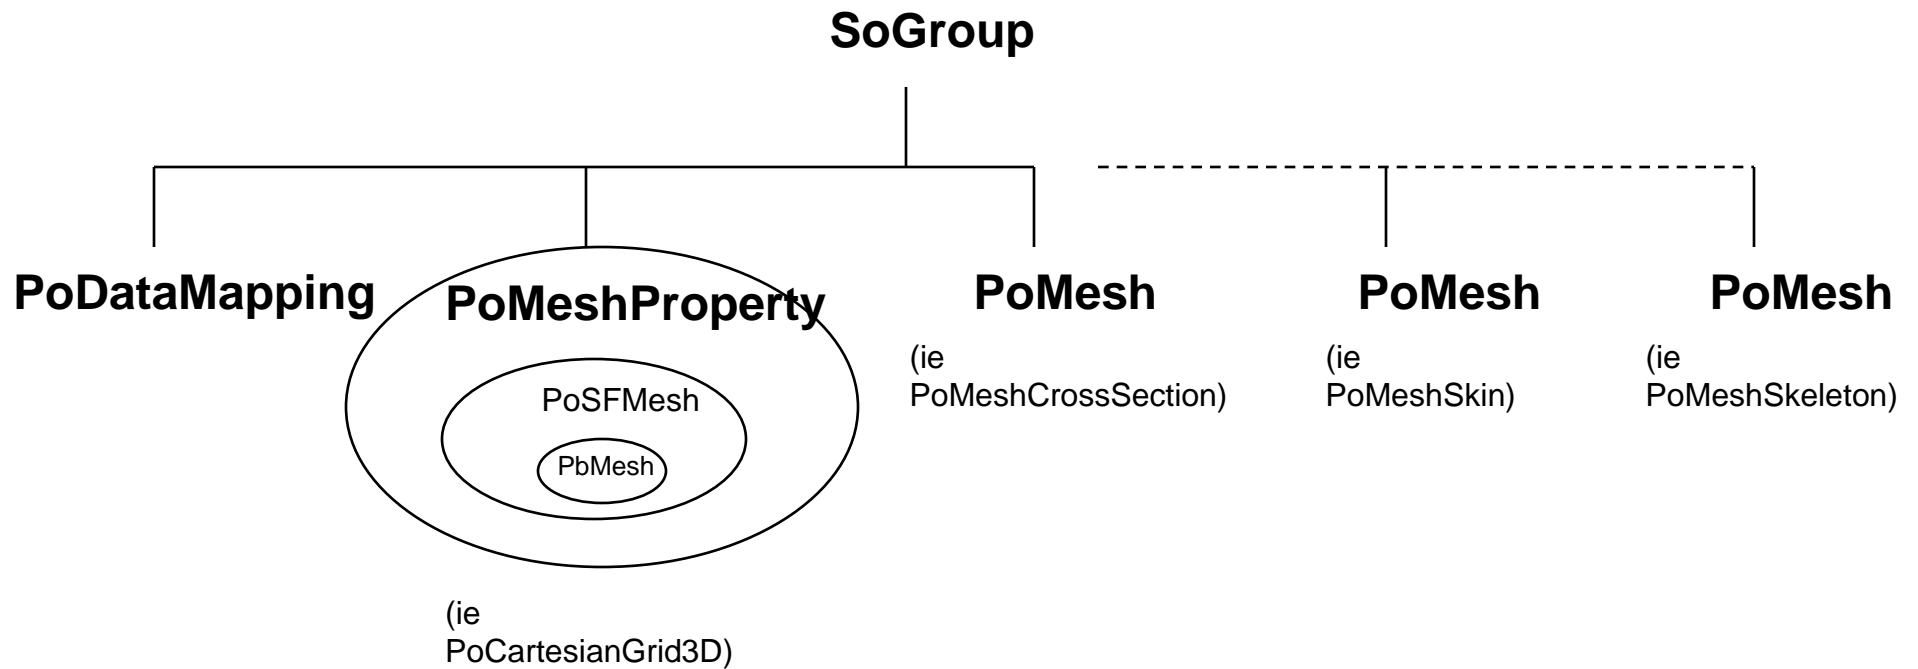 SoGroup
PoDataMapping
PoMeshProperty
PoMesh
PoMesh
PoMesh
(ie
PoMeshCrossSection)
(ie
PoMeshSkin)
(ie
PoMeshSkeleton)
PoSFMesh
PbMesh
(ie
PoCartesianGrid3D)